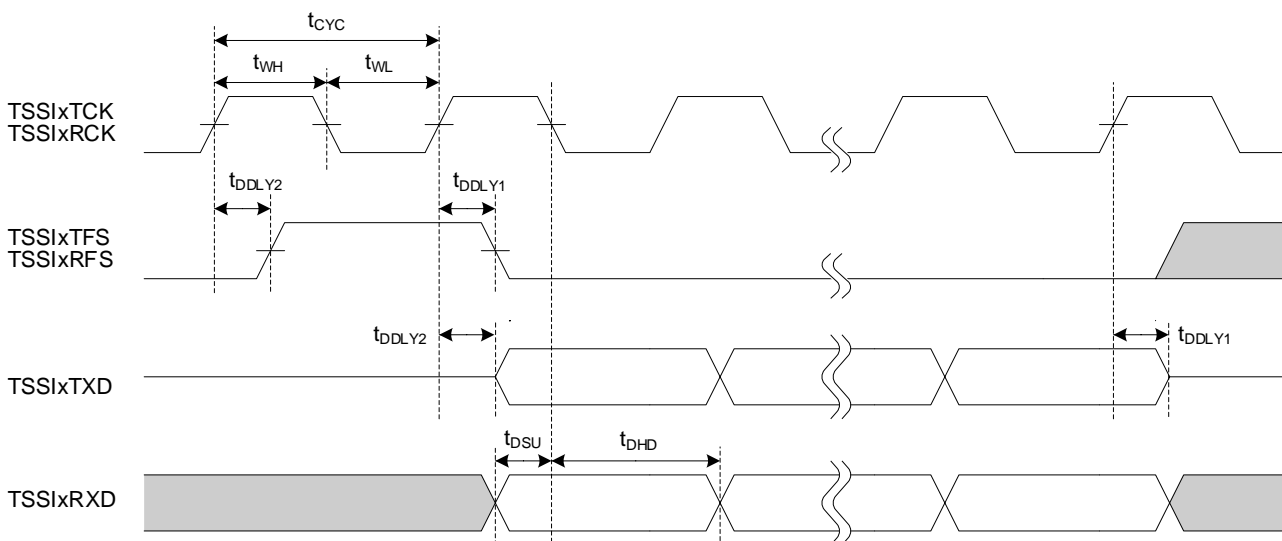 tCYC
tWH
tWL
TSSIxTCK
TSSIxRCK
tDDLY2
tDDLY1
TSSIxTFS
TSSIxRFS
tDDLY2
tDDLY1
TSSIxTXD
tDSU
tDHD
TSSIxRXD